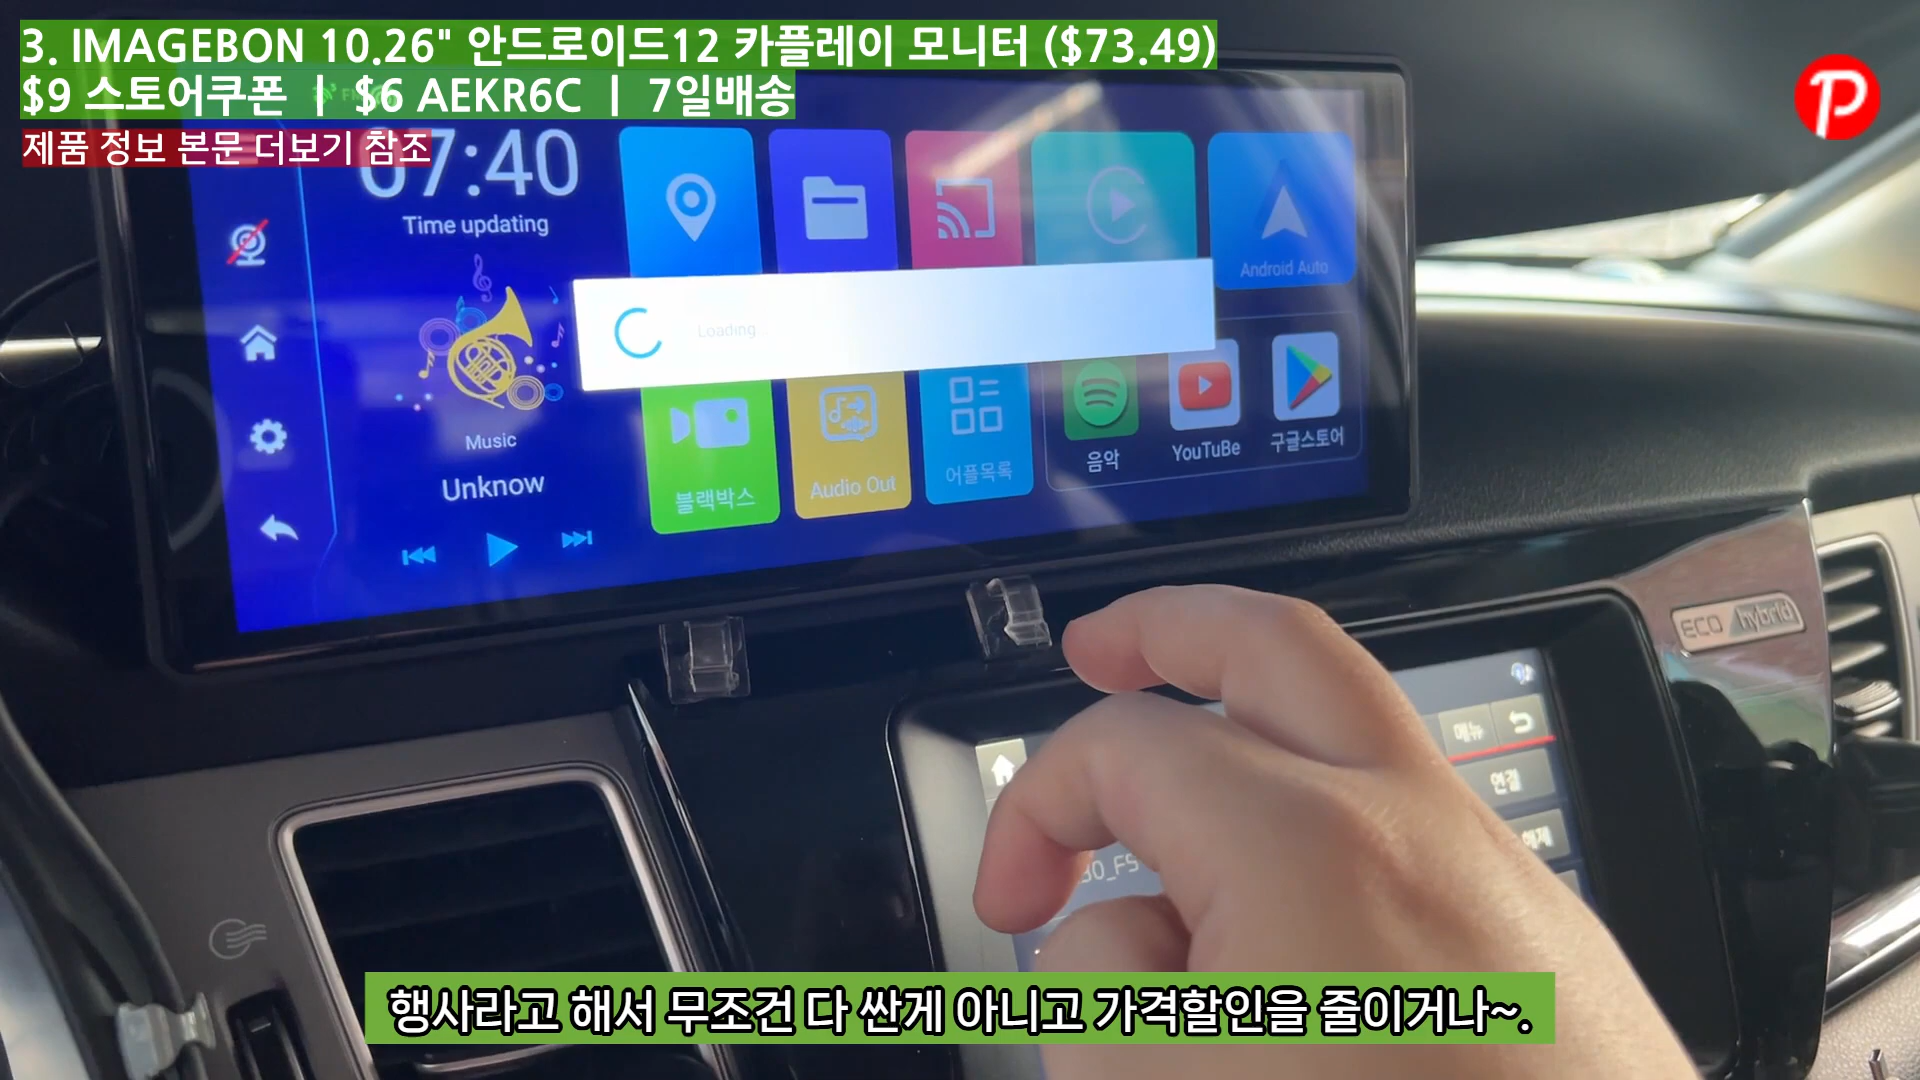 3. IMAGEBON 10.26" 안드로이드12 카플레이 모니터 ($73.49)
$9 스토어쿠폰 | $6 AEKR6C | 7일배송
제품 정보 본문 더보기 참조
07:40
Time updating
Android Auto
Loading...
Music
Unknow
블랙박스
Audio Out
어플목록
음악
YouTuBe
구글스토어
ECO hybrid
메뉴
연결
해제
행사라고 해서 무조건 다 싼게 아니고 가격할인을 줄이거나~.